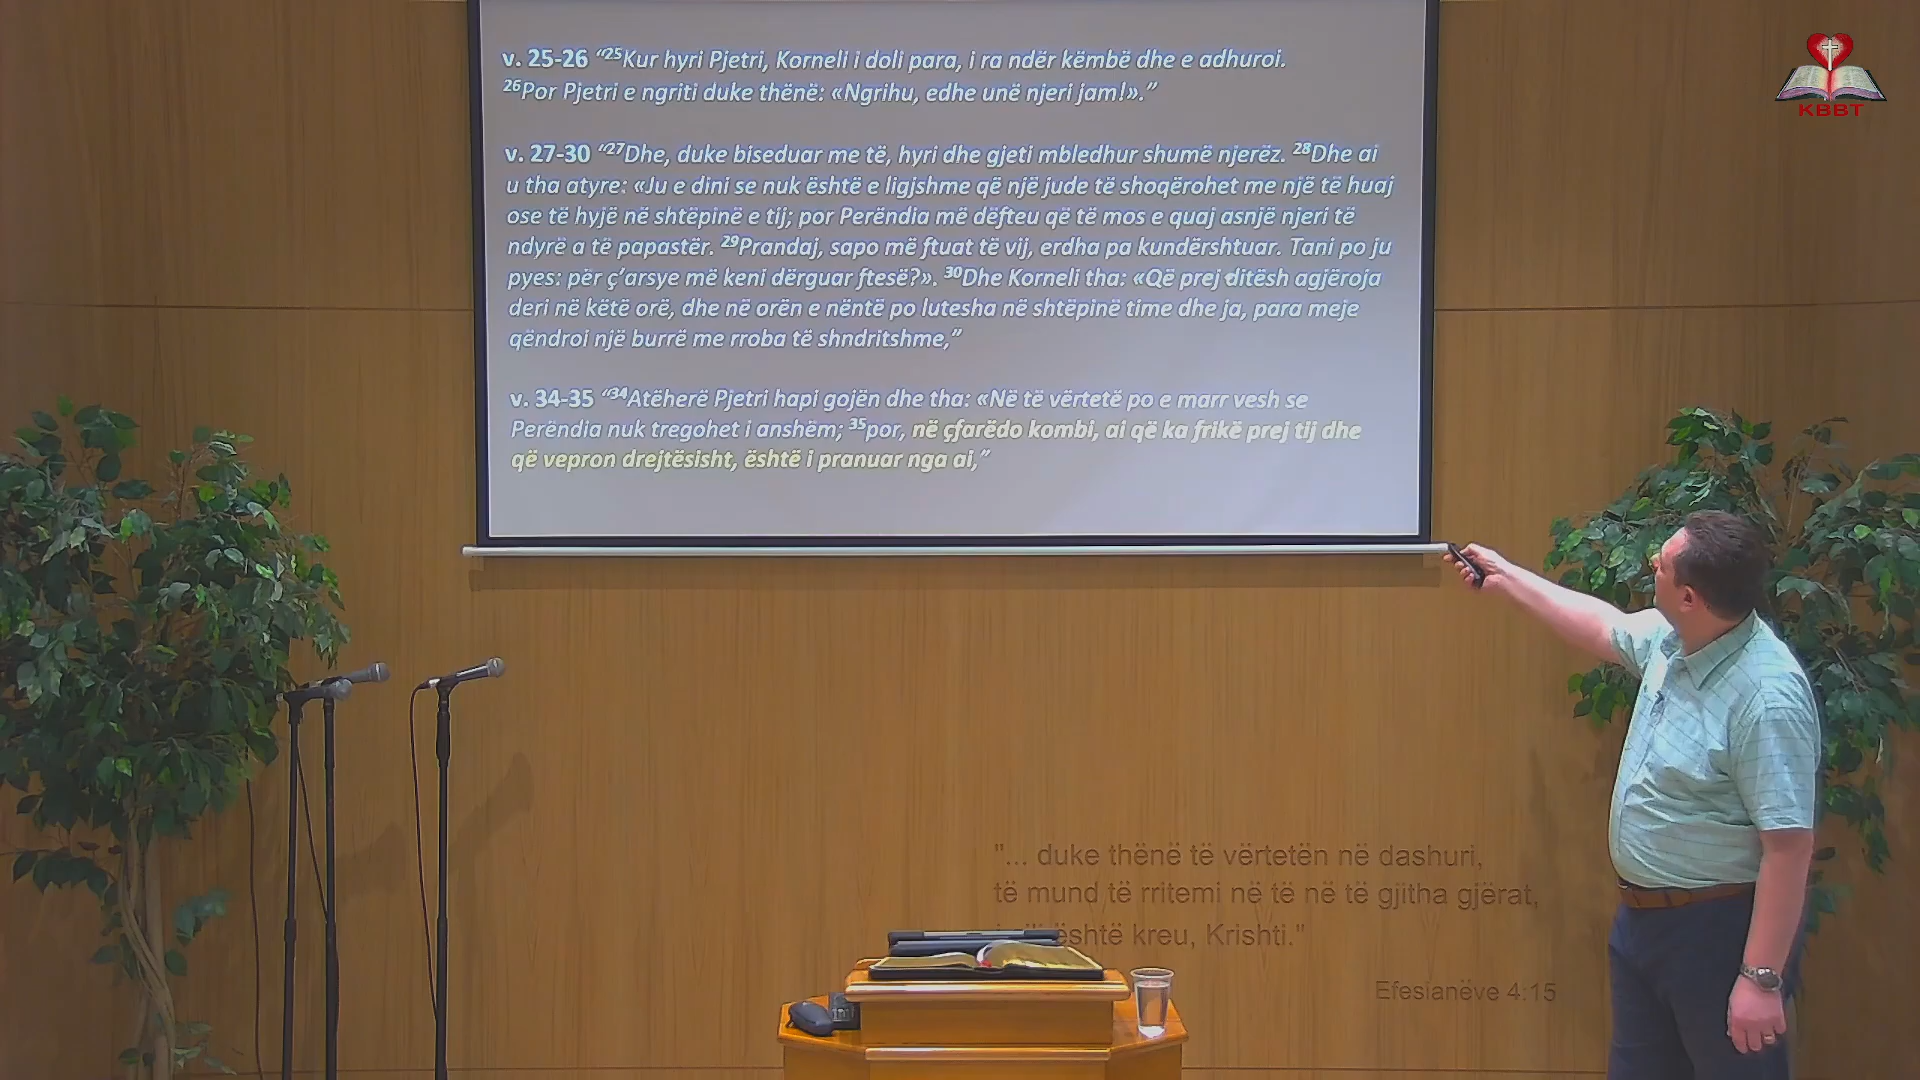 v. 25-26 “²⁵Kur hyri Pjetri, Korneli i doli para, i ra ndër këmbë dhe e adhuroi.
²⁶Por Pjetri e ngriti duke thënë: «Ngrihu, edhe unë njeri jam!».”
v. 27-30 “²⁷Dhe, duke biseduar me të, hyri dhe gjeti mbledhur shumë njerëz. ²⁸Dhe ai
u tha atyre: «Ju e dini se nuk është e ligjshme që një jude të shoqërohet me një të huaj
ose të hyjë në shtëpinë e tij; por Perëndia më dëfteu që të mos e quaj asnjë njeri të
ndyrë a të papastër. ²⁹Prandaj, sapo më ftuat të vij, erdha pa kundërshtuar. Tani po ju
pyes: për ç’arsye më keni dërguar ftesë?». ³⁰Dhe Korneli tha: «Që prej ditësh agjëroja
deri në këtë orë, dhe në orën e nëntë po lutesha në shtëpinë time dhe ja, para meje
qëndroi një burrë me rroba të shndritshme,”
v. 34-35 “³⁴Atëherë Pjetri hapi gojën dhe tha: «Në të vërtetë po e marr vesh se
Perëndia nuk tregohet i anshëm; ³⁵por, në çfarëdo kombi, ai që ka frikë prej tij dhe
që vepron drejtësisht, është i pranuar nga ai,”
KBBT
"... duke thënë të vërtetën në dashuri,
të mund të rritemi në të në të gjitha gjërat,
është kreu, Krishti."
Efesianëve 4:15